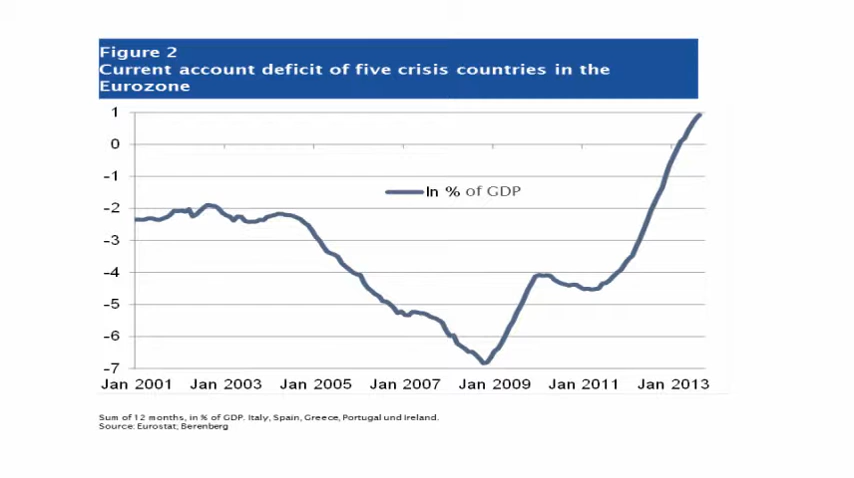 Figure 2
Current account deficit of five crisis countries in the
Eurozone
1
0
-1
In % of GDP
-2
-3
-4
-5
-6
-7
Jan 2001 Jan 2003 Jan 2005 Jan 2007 Jan 2009 Jan 2011 Jan 2013
Sum of 12 months, in % of GDP. Italy, Spain, Greece, Portugal und Ireland.
Source: Eurostat; Berenberg